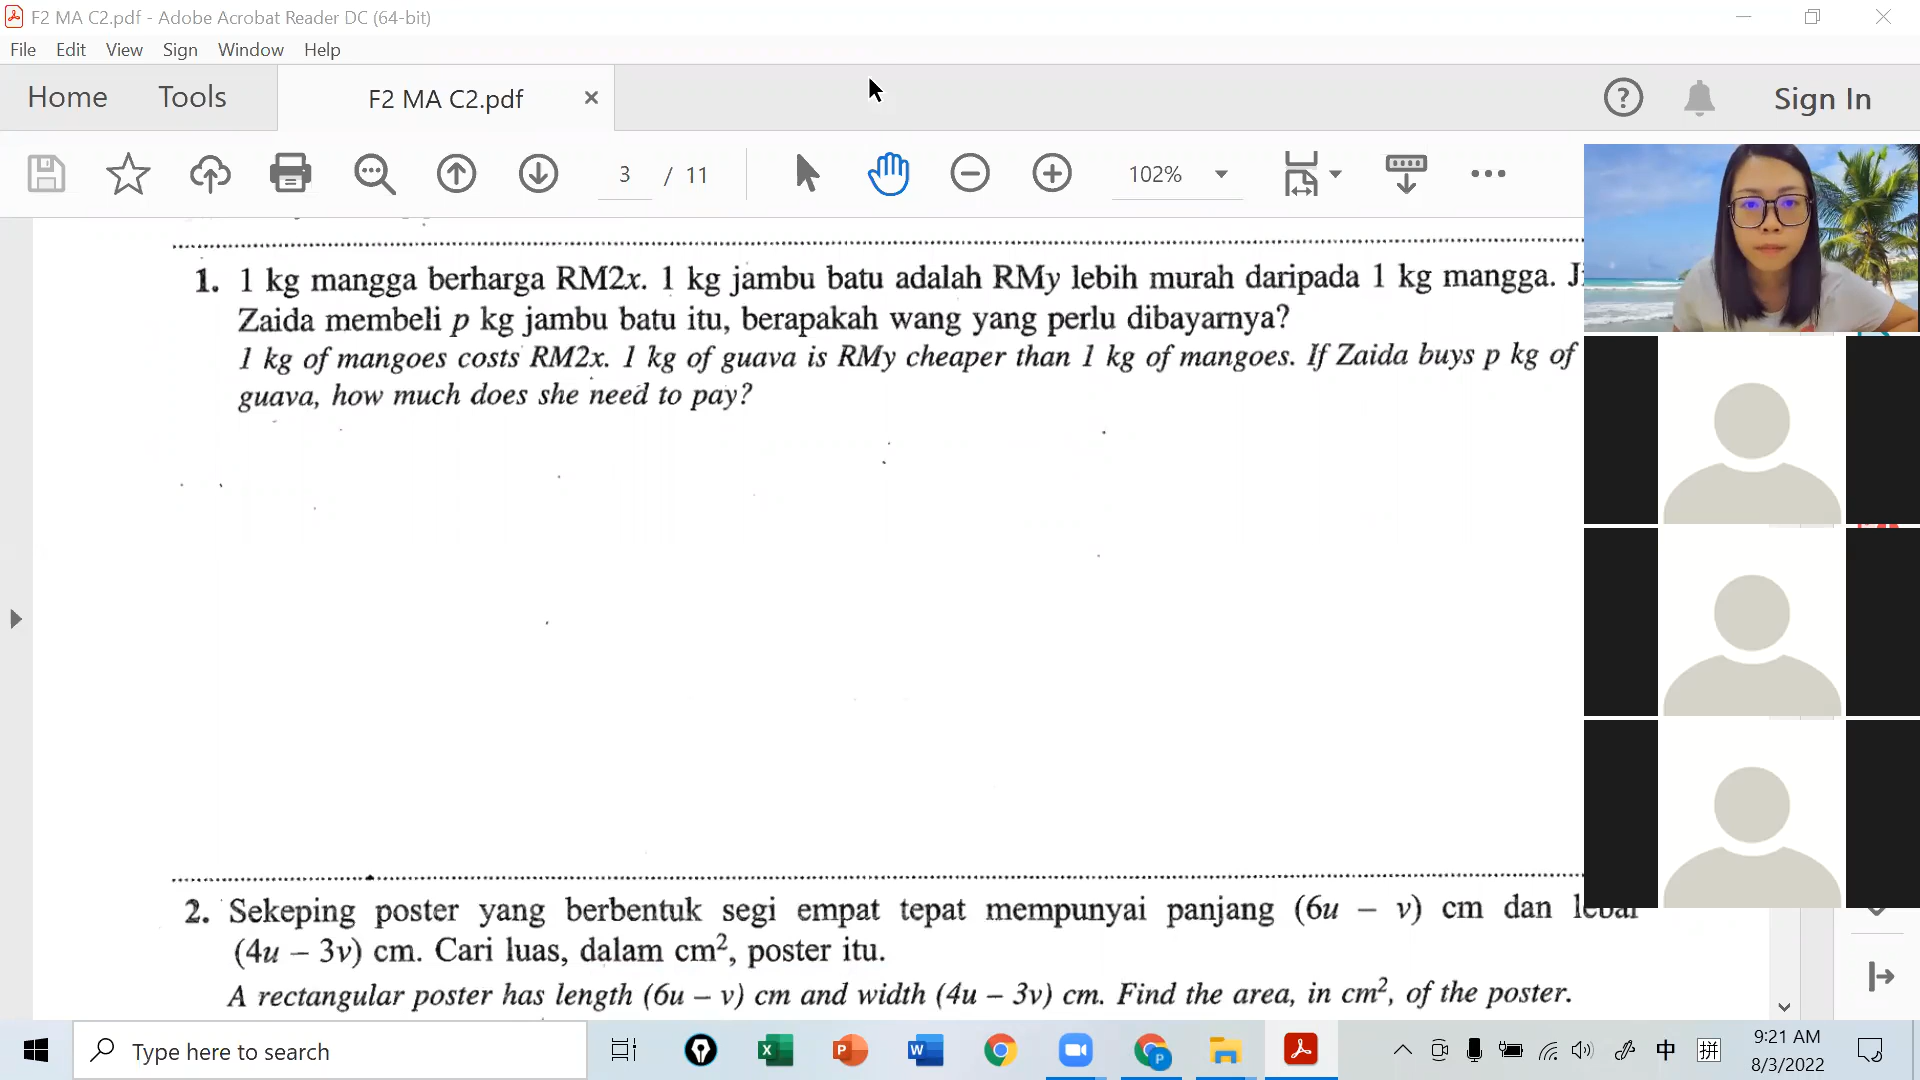 F2 MA C2.pdf - Adobe Acrobat Reader DC (64-bit)
File Edit View Sign Window Help
Home Tools F2 MA C2.pdf Sign In
3 / 11 102%
1. 1 kg mangga berharga RM2x. 1 kg jambu batu adalah RMy lebih murah daripada 1 kg mangga.
Zaida membeli p kg jambu batu itu, berapakah wang yang perlu dibayarnya?
1 kg of mangoes costs RM2x. 1 kg of guava is RMy cheaper than 1 kg of mangoes. If Zaida buys p kg of
guava, how much does she need to pay?
2. Sekeping poster yang berbentuk segi empat tepat mempunyai panjang (6u – v) cm dan lebar
(4u – 3v) cm. Cari luas, dalam cm², poster itu.
A rectangular poster has length (6u – v) cm and width (4u – 3v) cm. Find the area, in cm², of the poster.
Type here to search
中 拼
9:21 AM
8/3/2022